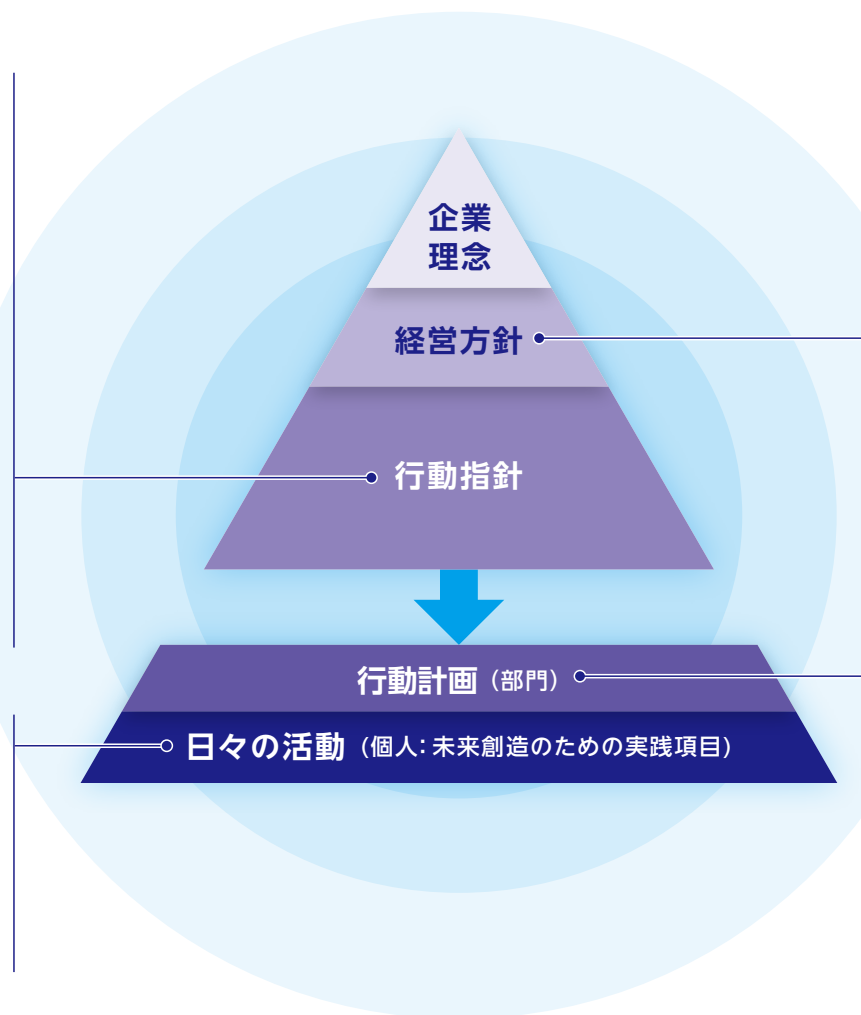 企業
理念
経営方針
行動指針
行動計画（部門）
日々の活動（個人：未来創造のための実践項目）